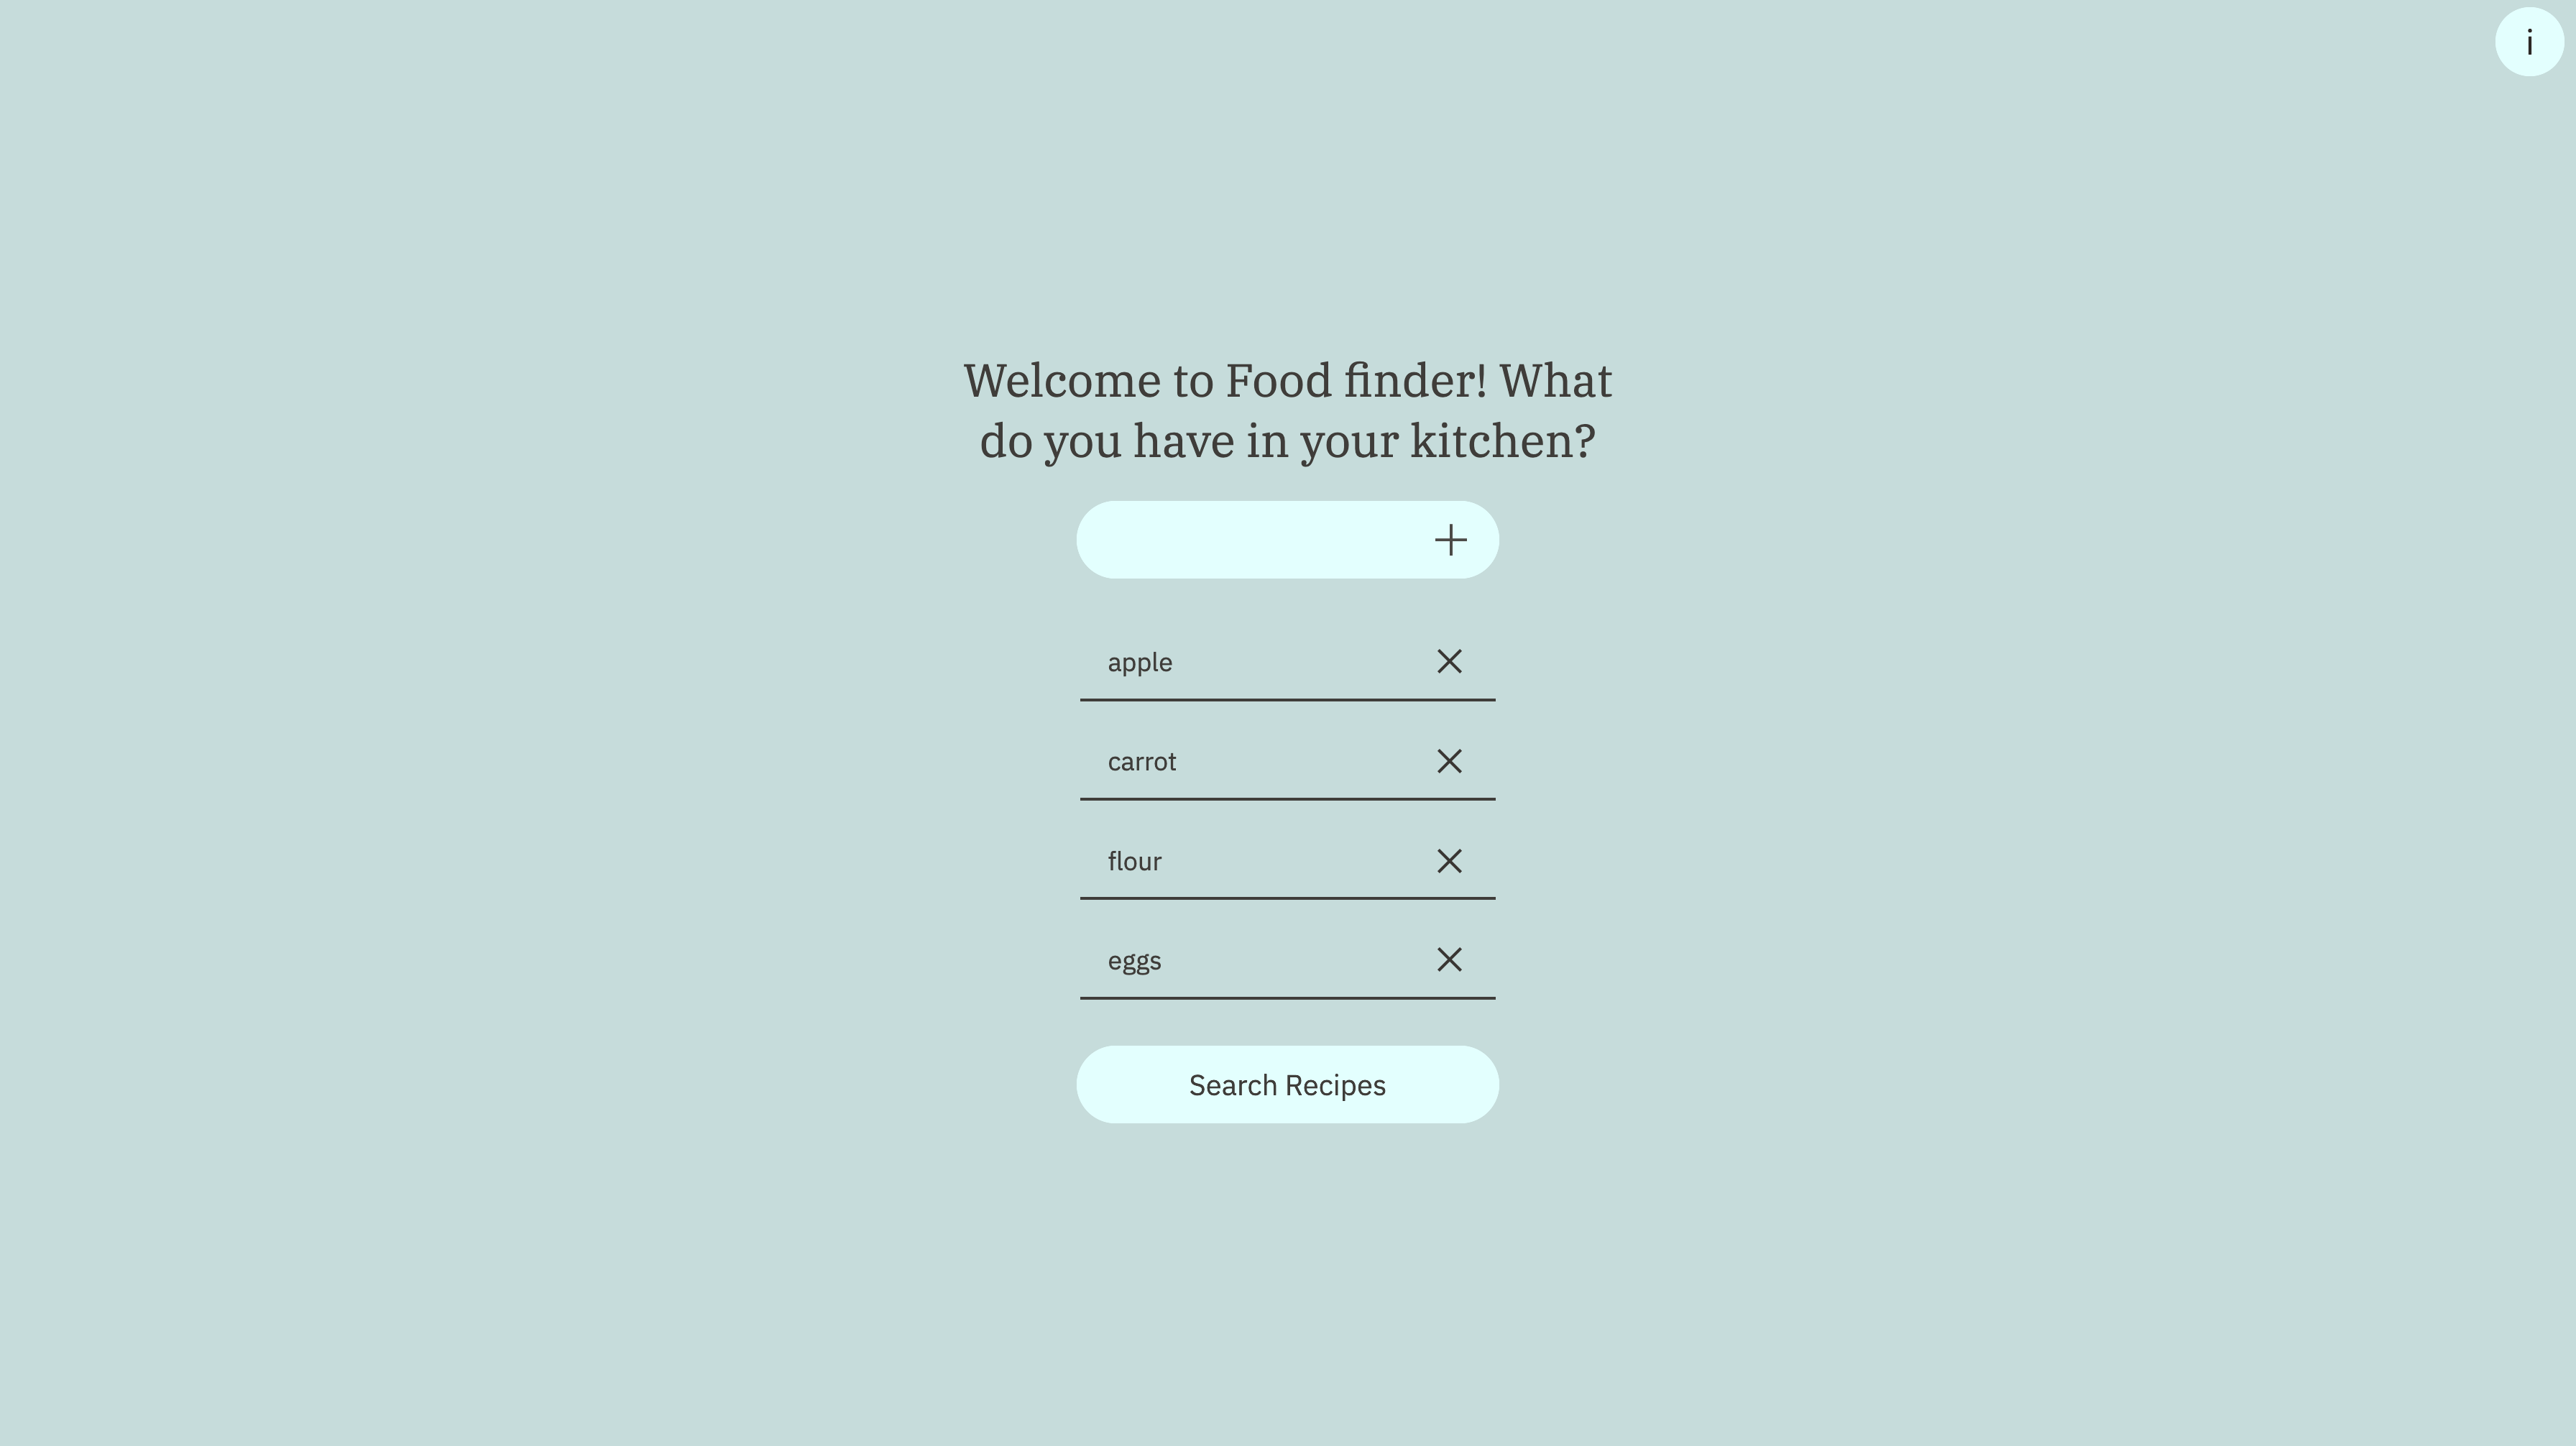 i
Welcome to Food finder! What
do you have in your kitchen?
apple
carrot
flour
eggs
Search Recipes